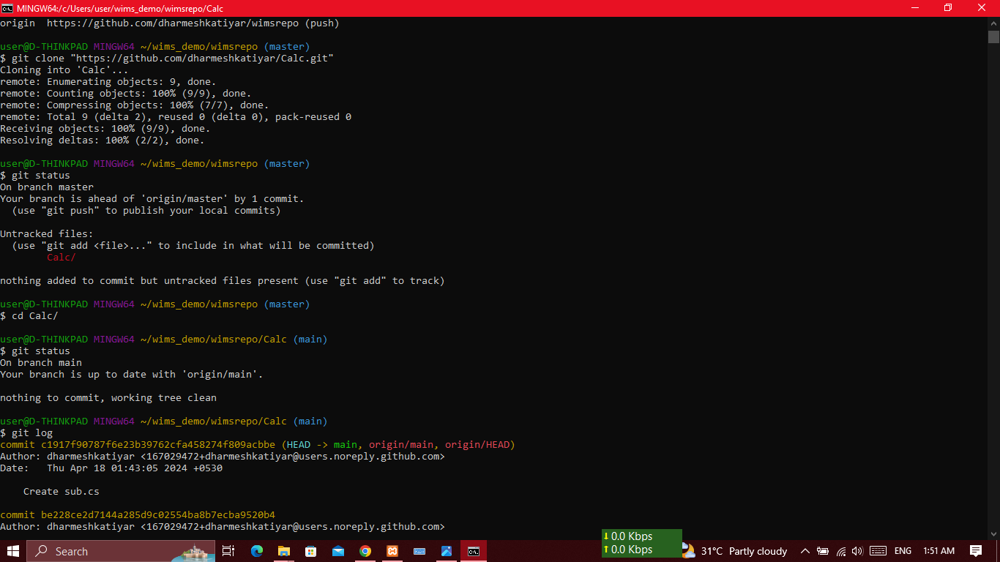 MINGW64:/c/Users/user/wims_demo/wimsrepo/Calc
origin  https://github.com/dharmeshkatiyar/wimsrepo (push)
user@D-THINKPAD MINGW64 ~/wims_demo/wimsrepo (master)
$ git clone "https://github.com/dharmeshkatiyar/Calc.git"
Cloning into 'Calc'...
remote: Enumerating objects: 9, done.
remote: Counting objects: 100% (9/9), done.
remote: Compressing objects: 100% (7/7), done.
remote: Total 9 (delta 2), reused 0 (delta 0), pack-reused 0
Receiving objects: 100% (9/9), done.
Resolving deltas: 100% (2/2), done.
user@D-THINKPAD MINGW64 ~/wims_demo/wimsrepo (master)
$ git status
On branch master
Your branch is ahead of 'origin/master' by 1 commit.
  (use "git push" to publish your local commits)
Untracked files:
  (use "git add <file>..." to include in what will be committed)
        Calc/
nothing added to commit but untracked files present (use "git add" to track)
user@D-THINKPAD MINGW64 ~/wims_demo/wimsrepo (master)
$ cd Calc/
user@D-THINKPAD MINGW64 ~/wims_demo/wimsrepo/Calc (main)
$ git status
On branch main
Your branch is up to date with 'origin/main'.
nothing to commit, working tree clean
user@D-THINKPAD MINGW64 ~/wims_demo/wimsrepo/Calc (main)
$ git log
commit c1917f90787f6e23b39762cfa458274f809acbbe (HEAD -> main, origin/main, origin/HEAD)
Author: dharmeshkatiyar <167029472+dharmeshkatiyar@users.noreply.github.com>
Date:   Thu Apr 18 01:43:05 2024 +0530
    Create sub.cs
commit be228ce2d7144a285d9c02554ba8b7ecba9520b4
Author: dharmeshkatiyar <167029472+dharmeshkatiyar@users.noreply.github.com>
↓ 0.0 Kbps
↑ 0.0 Kbps
Search
31°C Partly cloudy
ENG
1:51 AM